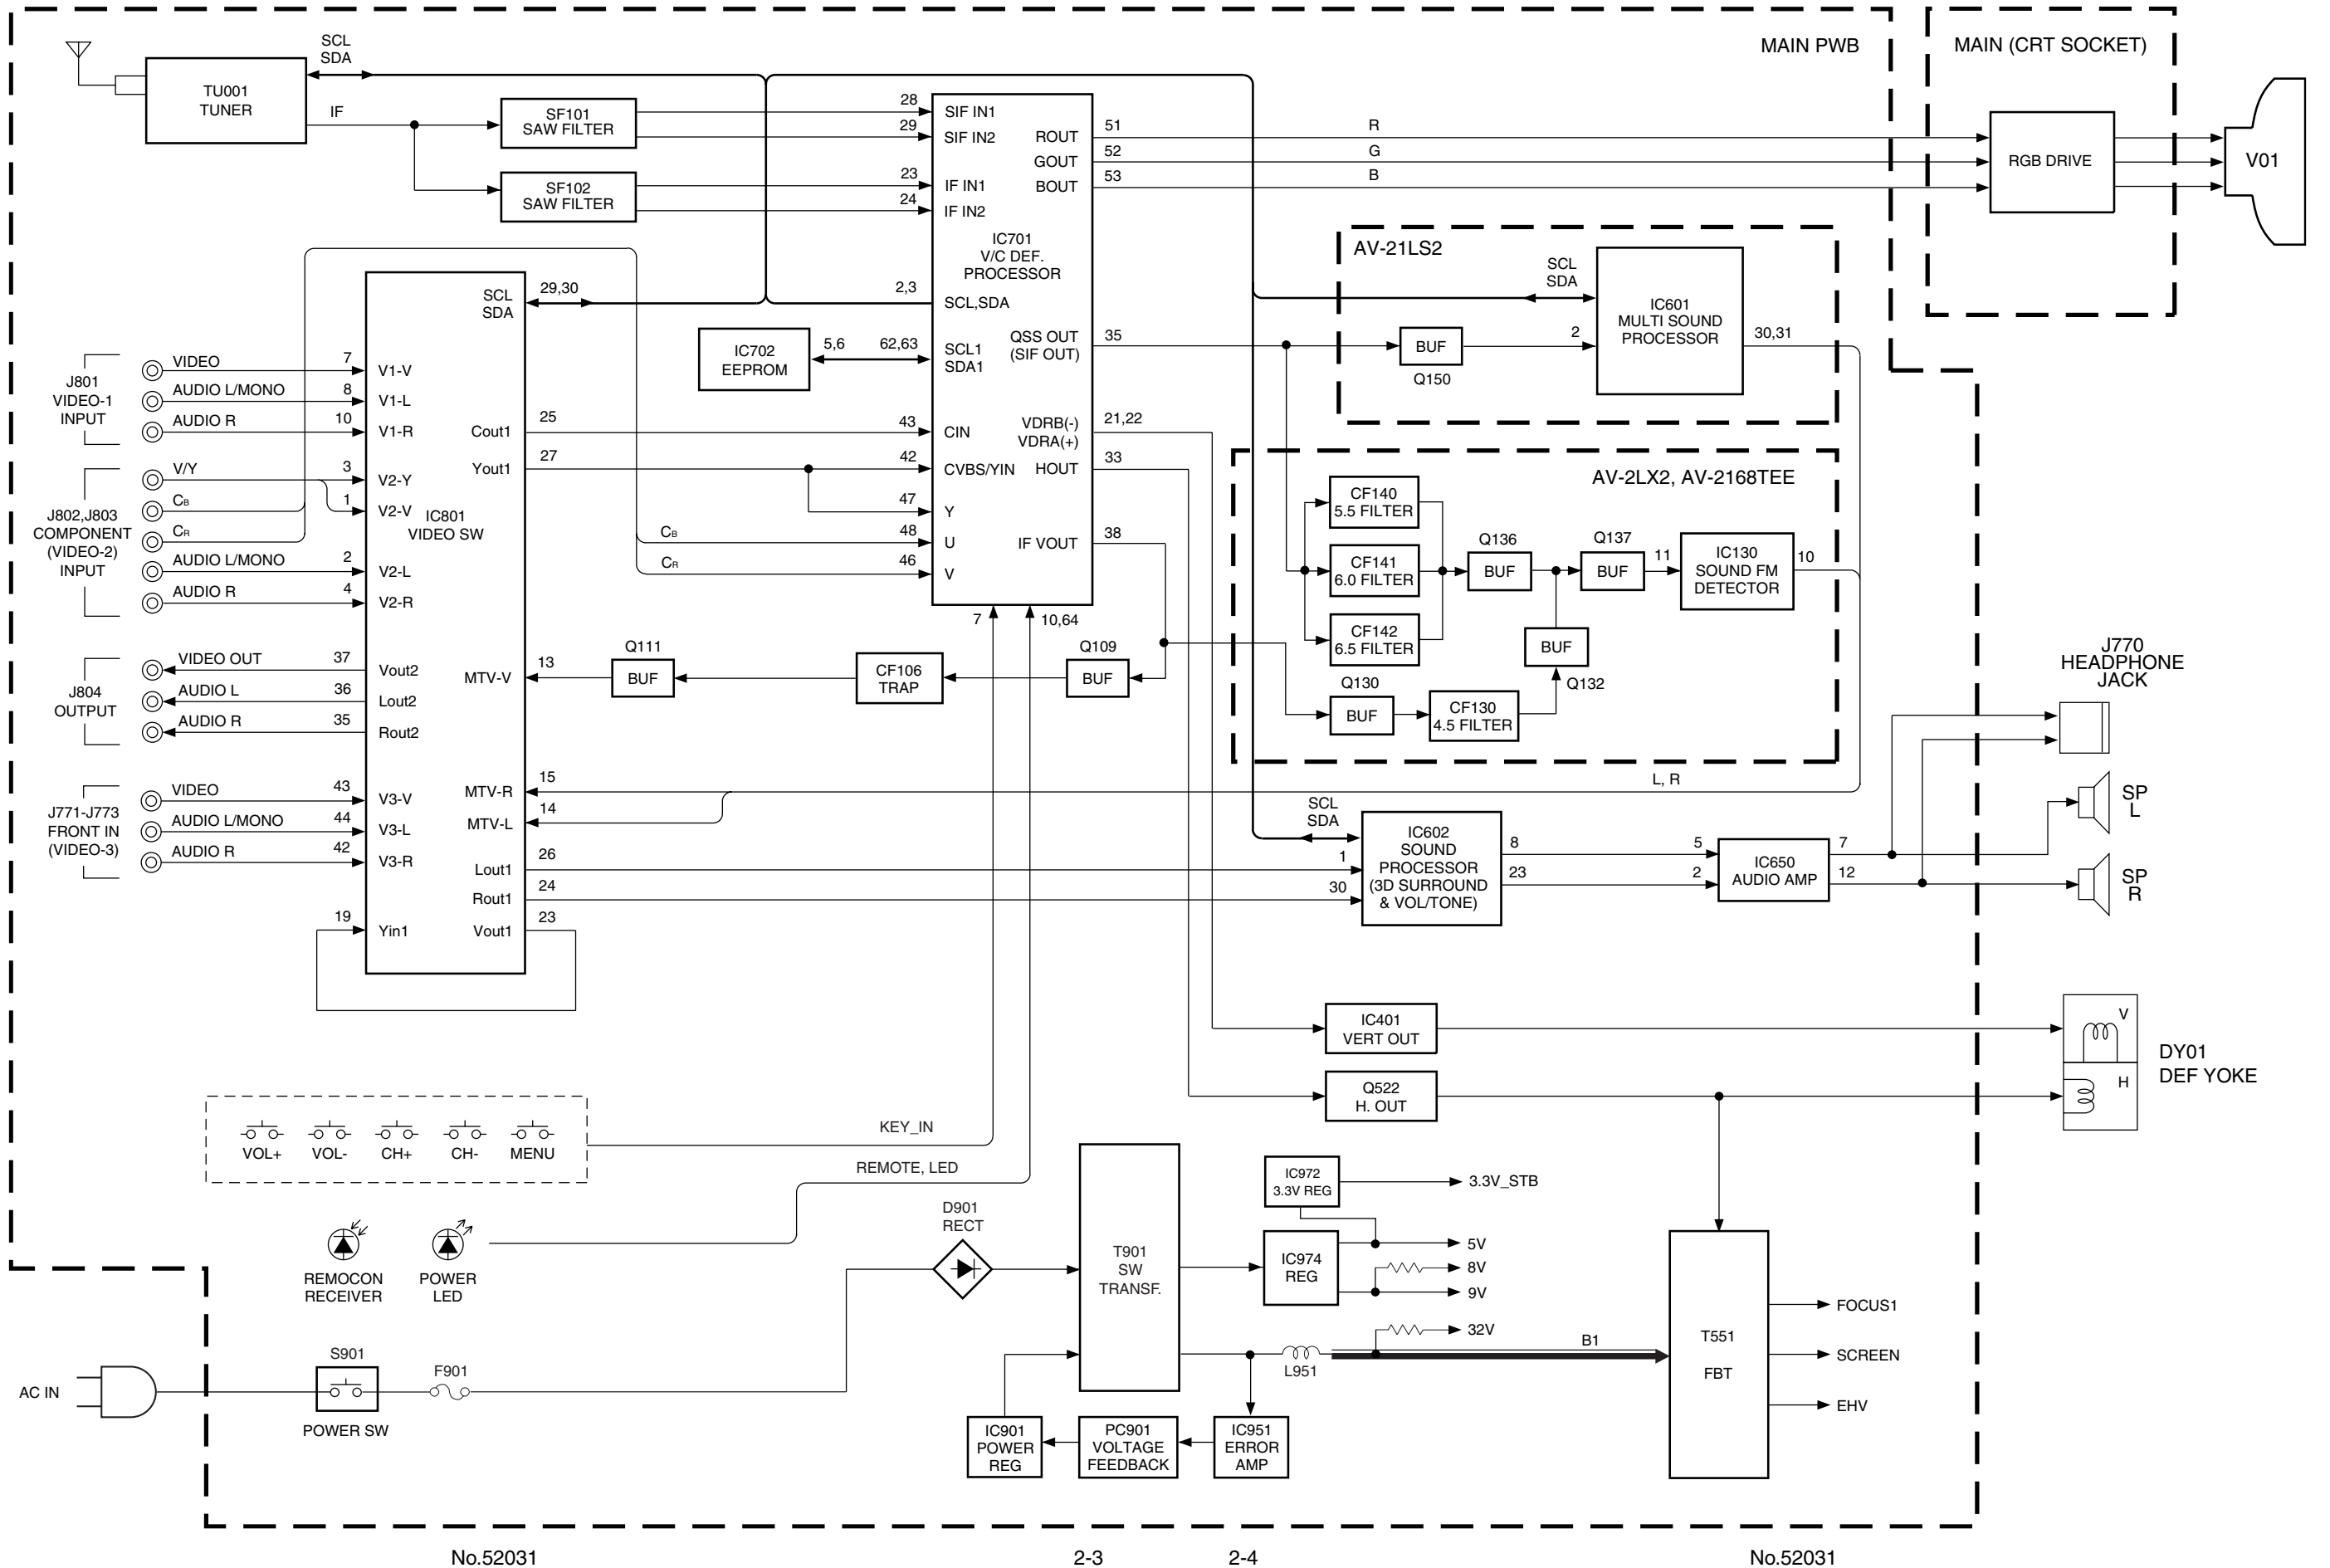 MAIN PWB
MAIN (CRT SOCKET)
SCL
SDA
TU001
TUNER
IF
SF101
SAW FILTER
SF102
SAW FILTER
28
29
23
24
SIF IN1
SIF IN2
IF IN1
IF IN2
ROUT
GOUT
BOUT
51
52
53
R
G
B
RGB DRIVE
V01
IC701
V/C DEF.
PROCESSOR
2,3
SCL,SDA
QSS OUT
(SIF OUT)
35
SCL1
SDA1
VDRB(-)
VDRA(+)
21,22
CIN
CVBS/YIN
HOUT
33
Y
U
V
IF VOUT
38
43
42
47
48
46
7
10,64
IC702
EEPROM
5,6
62,63
AV-21LS2
SCL
SDA
IC601
MULTI SOUND
PROCESSOR
BUF
Q150
2
30,31
AV-2LX2, AV-2168TEE
CF140
5.5 FILTER
CF141
6.0 FILTER
CF142
6.5 FILTER
Q136
BUF
Q137
BUF
11
IC130
SOUND FM
DETECTOR
10
BUF
Q132
Q130
BUF
CF130
4.5 FILTER
J801
VIDEO-1
INPUT
VIDEO
AUDIO L/MONO
AUDIO R
7
8
10
V1-V
V1-L
V1-R
J802,J803
COMPONENT
(VIDEO-2)
INPUT
V/Y
CB
CR
AUDIO L/MONO
AUDIO R
3
1
2
4
V2-Y
V2-V
V2-L
V2-R
J804
OUTPUT
VIDEO OUT
AUDIO L
AUDIO R
37
36
35
Vout2
Lout2
Rout2
J771-J773
FRONT IN
(VIDEO-3)
VIDEO
AUDIO L/MONO
AUDIO R
43
44
42
V3-V
V3-L
V3-R
19
Yin1
IC801
VIDEO SW
SCL
SDA
29,30
Cout1
25
Yout1
27
CB
CR
MTV-V
13
Q111
BUF
CF106
TRAP
Q109
BUF
MTV-R
15
MTV-L
14
L, R
Lout1
26
Rout1
24
Vout1
23
SCL
SDA
1
30
IC602
SOUND
PROCESSOR
(3D SURROUND
& VOL/TONE)
8
23
5
2
IC650
AUDIO AMP
7
12
J770
HEADPHONE
JACK
SP
L
SP
R
IC401
VERT OUT
Q522
H. OUT
V
H
DY01
DEF YOKE
VOL+
VOL-
CH+
CH-
MENU
KEY_IN
REMOTE, LED
REMOCON
RECEIVER
POWER
LED
D901
RECT
T901
SW
TRANSF.
IC972
3.3V REG
3.3V_STB
IC974
REG
5V
8V
9V
32V
B1
L951
T551
FBT
FOCUS1
SCREEN
EHV
AC IN
S901
POWER SW
F901
IC901
POWER
REG
PC901
VOLTAGE
FEEDBACK
IC951
ERROR
AMP
No.52031
2-3
2-4
No.52031